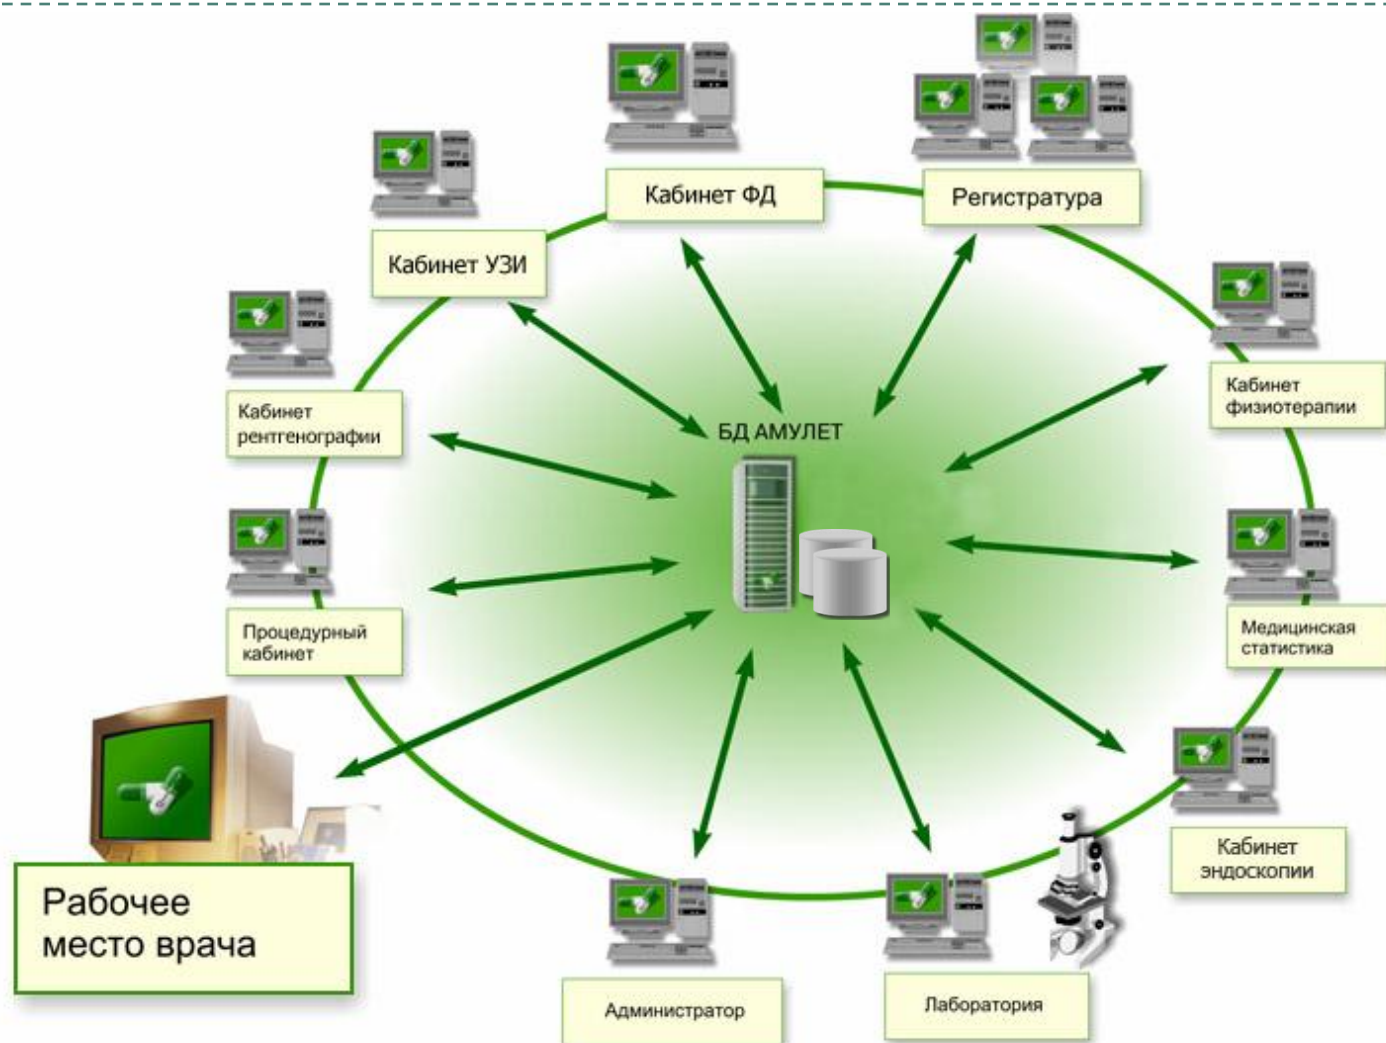 Кабинет ФД
Регистратура
Кабинет УЗИ
Кабинет
физиотерапии
Кабинет
рентгенографии
БД АМУЛЕТ
Процедурный
кабинет
Медицинская
статистика
Кабинет
эндоскопии
Рабочее
место врача
Администратор
Лаборатория